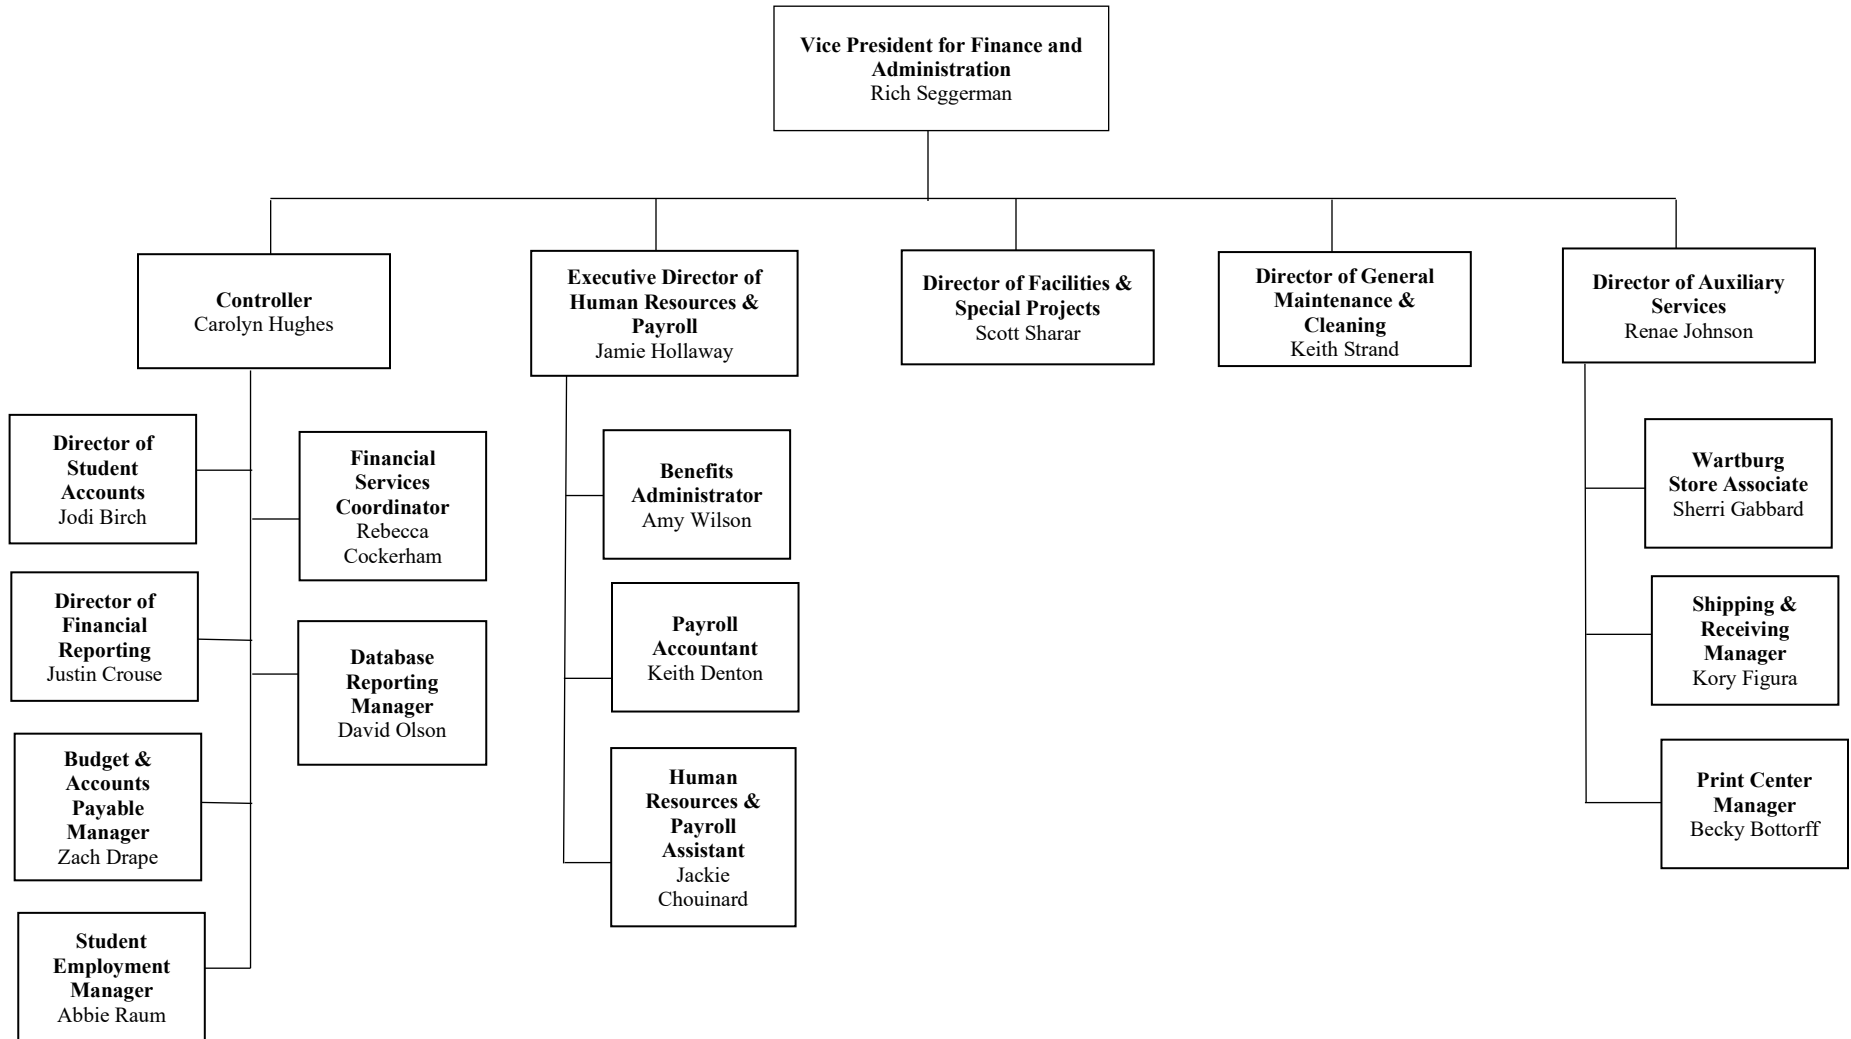 Vice President for Finance and
Administration
Rich Seggerman
Controller
Carolyn Hughes
Executive Director of
Human Resources &
Payroll
Jamie Hollaway
Director of Facilities &
Special Projects
Scott Sharar
Director of General
Maintenance &
Cleaning
Keith Strand
Director of Auxiliary
Services
Renae Johnson
Director of
Student
Accounts
Jodi Birch
Financial
Services
Coordinator
Rebecca
Cockerham
Director of
Financial
Reporting
Justin Crouse
Database
Reporting
Manager
David Olson
Budget &
Accounts
Payable
Manager
Zach Drape
Student
Employment
Manager
Abbie Raum
Benefits
Administrator
Amy Wilson
Payroll
Accountant
Keith Denton
Human
Resources &
Payroll
Assistant
Jackie
Chouinard
Wartburg
Store Associate
Sherri Gabbard
Shipping &
Receiving
Manager
Kory Figura
Print Center
Manager
Becky Bottorff